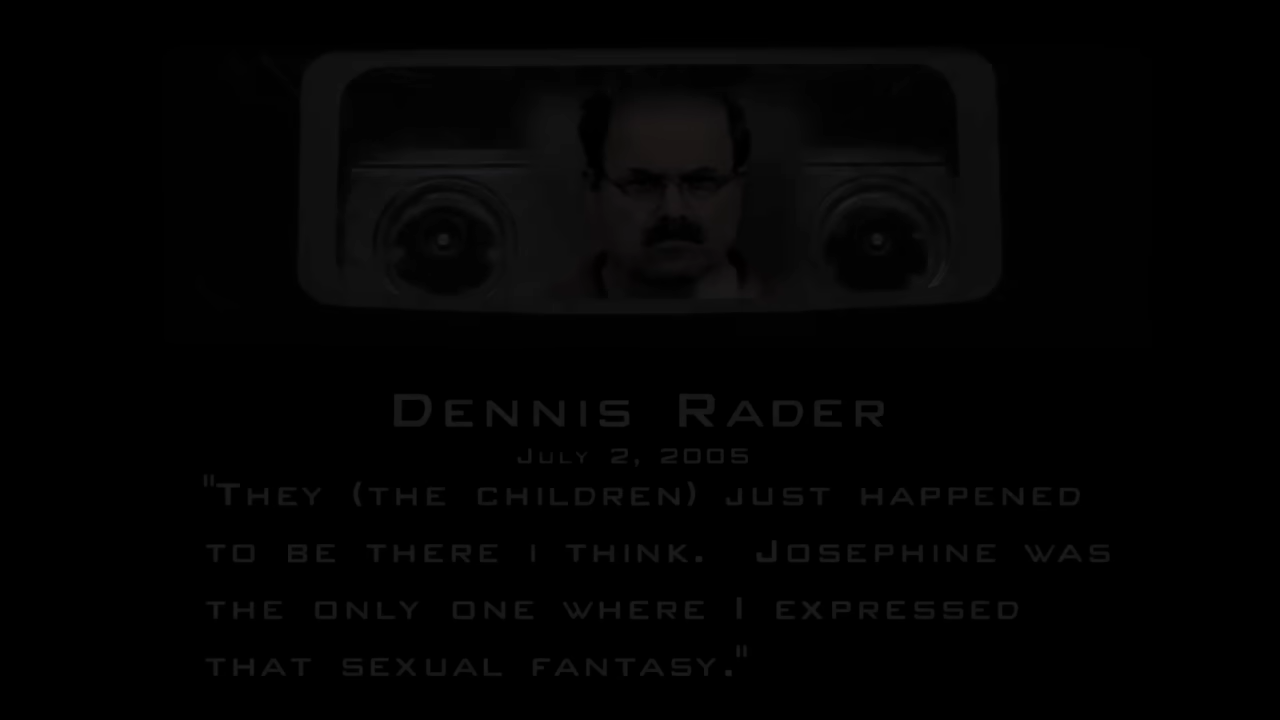 Dennis Rader
July 2, 2005
"They (the children) just happened
to be there I think.  Josephine was
the only one where I expressed
that sexual fantasy."